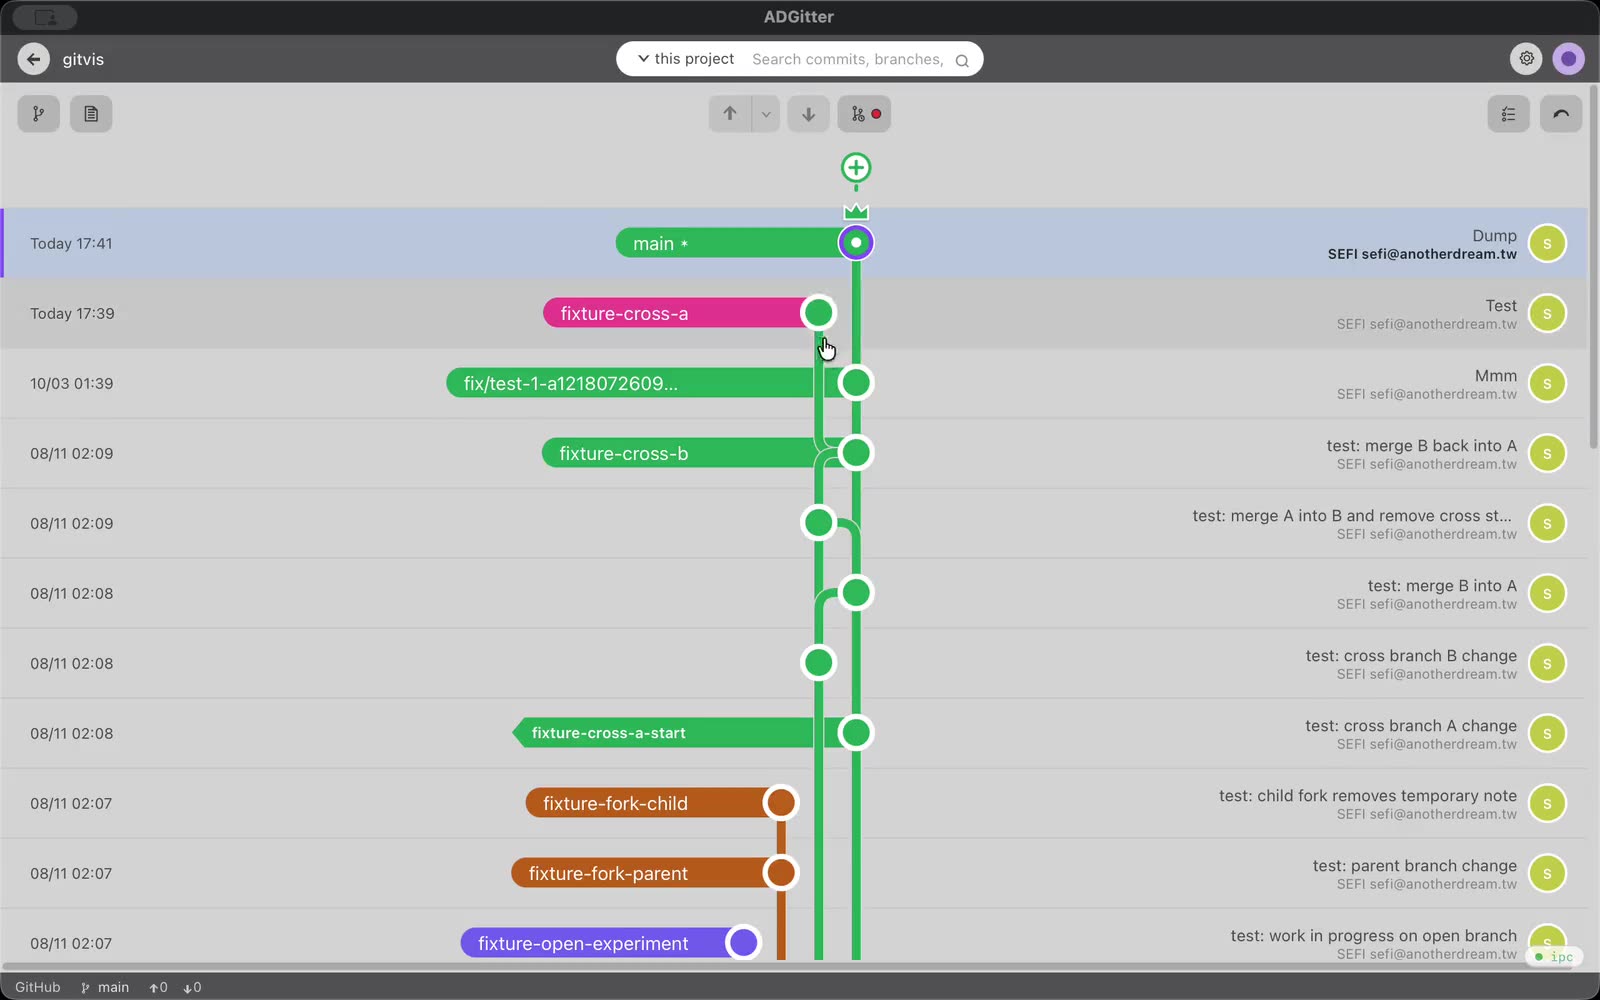 ADGitter
gitvis
this project
Search commits, branches,
Today 17:41
main *
Dump
SEFI sefi@anotherdream.tw
S
Today 17:39
fixture-cross-a
Test
SEFI sefi@anotherdream.tw
S
10/03 01:39
fix/test-1-a1218072609...
Mmm
SEFI sefi@anotherdream.tw
S
08/11 02:09
fixture-cross-b
test: merge B back into A
SEFI sefi@anotherdream.tw
S
08/11 02:09
test: merge A into B and remove cross st...
SEFI sefi@anotherdream.tw
S
08/11 02:08
test: merge B into A
SEFI sefi@anotherdream.tw
S
08/11 02:08
test: cross branch B change
SEFI sefi@anotherdream.tw
S
08/11 02:08
fixture-cross-a-start
test: cross branch A change
SEFI sefi@anotherdream.tw
S
08/11 02:07
fixture-fork-child
test: child fork removes temporary note
SEFI sefi@anotherdream.tw
S
08/11 02:07
fixture-fork-parent
test: parent branch change
SEFI sefi@anotherdream.tw
S
08/11 02:07
fixture-open-experiment
test: work in progress on open branch
SEFI sefi@anotherdream.tw
S
ipc
GitHub
main
↑0
↓0